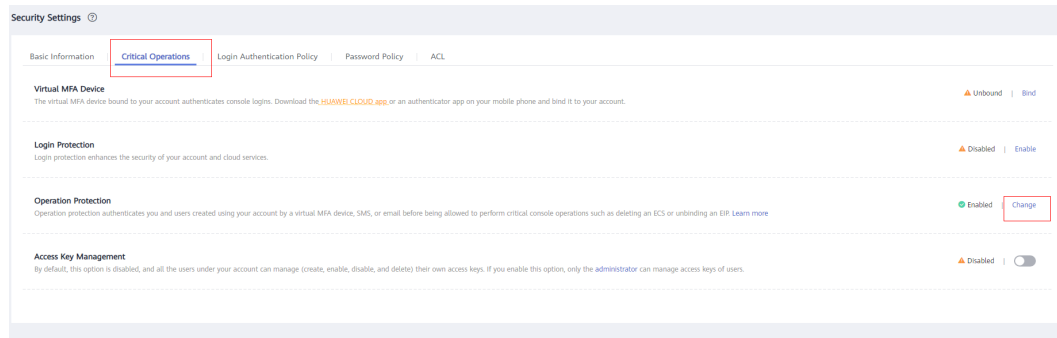 Security Settings ?
Basic Information | Critical Operations | Login Authentication Policy | Password Policy | ACL
Virtual MFA Device
The virtual MFA device bound to your account authenticates console logins. Download the HUAWEI CLOUD app or an authenticator app on your mobile phone and bind it to your account.
Unbound | Bind
Login Protection
Login protection enhances the security of your account and cloud services.
Disabled | Enable
Operation Protection
Operation protection authenticates you and users created using your account by a virtual MFA device, SMS, or email before being allowed to perform critical console operations such as deleting an ECS or unbinding an EIP. Learn more
Enabled | Change
Access Key Management
By default, this option is disabled, and all the users under your account can manage (create, enable, disable, and delete) their own access keys. If you enable this option, only the administrator can manage access keys of users.
Disabled |